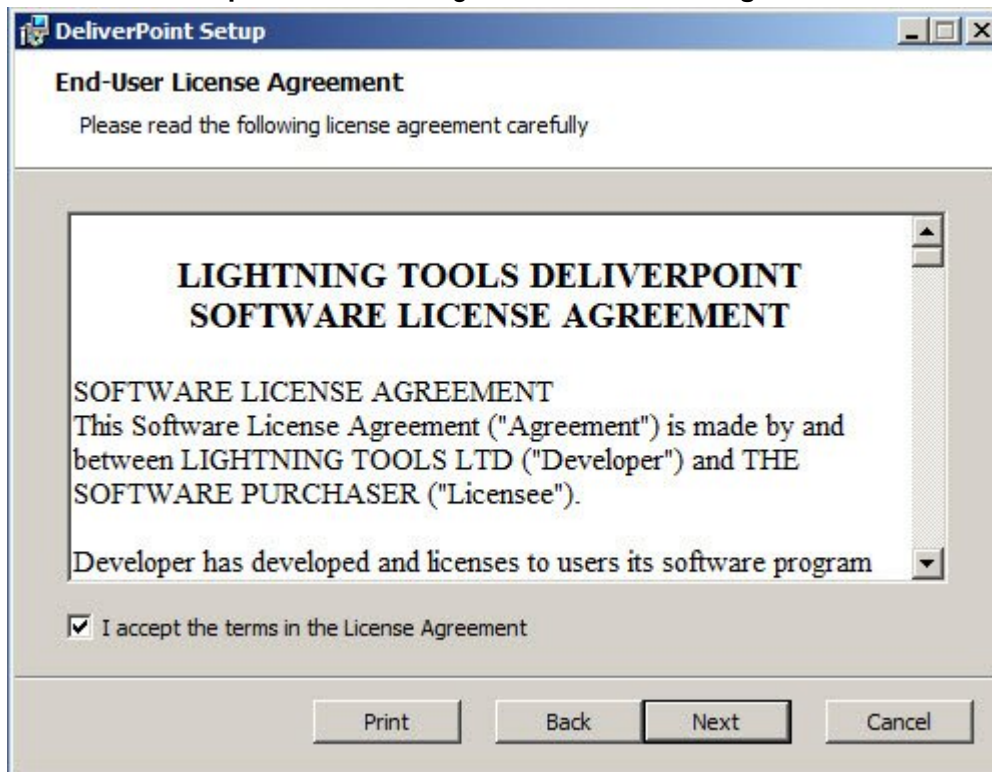 DeliverPoint Setup
End-User License Agreement
Please read the following license agreement carefully
LIGHTNING TOOLS DELIVERPOINT
SOFTWARE LICENSE AGREEMENT
SOFTWARE LICENSE AGREEMENT
This Software License Agreement ("Agreement") is made by and
between LIGHTNING TOOLS LTD ("Developer") and THE
SOFTWARE PURCHASER ("Licensee").
Developer has developed and licenses to users its software program
I accept the terms in the License Agreement
Print Back Next Cancel